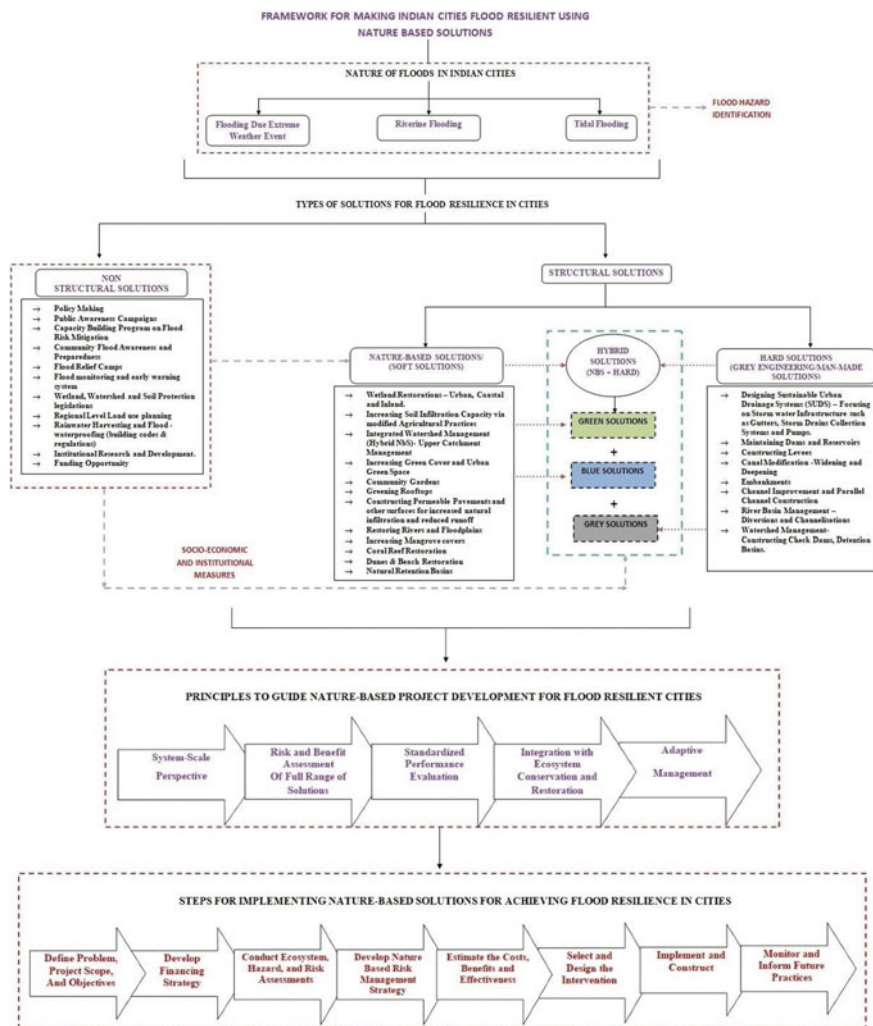 FRAMEWORK FOR MAKING INDIAN CITIES FLOOD RESILIENT USING
NATURE BASED SOLUTIONS
NATURE OF FLOODS IN INDIAN CITIES
Flooding Due Extreme
Weather Event
Riverine Flooding
Tidal Flooding
FLOOD HAZARD
IDENTIFICATION
TYPES OF SOLUTIONS FOR FLOOD RESILIENCE IN CITIES
NON
STRUCTURAL SOLUTIONS
→ Policy Making
→ Public Awareness Campaigns
→ Capacity Building Program on Flood
Risk Mitigation
→ Community Flood Awareness and
Preparedness
→ Flood Relief Camps
→ Flood monitoring and early warning
system
→ Wetland, Watershed and Soil Protection
legislations
→ Regional Level Land use planning
→ Rainwater Harvesting and Flood -
waterproofing (building codes &
regulations)
→ Institutional Research and Development.
→ Funding Opportunity
SOCIO-ECONOMIC
AND INSTITUTIONAL
MEASURES
STRUCTURAL SOLUTIONS
NATURE-BASED SOLUTIONS/
(SOFT SOLUTIONS)
→ Wetland Restorations – Urban, Coastal
and Inland.
→ Increasing Soil Infiltration Capacity via
modified Agricultural Practices
→ Integrated Watershed Management
(Hybrid NbS)- Upper Catchment
Management
→ Increasing Green Cover and Urban
Green Space
→ Community Gardens
→ Greening Rooftops
→ Constructing Permeable Pavements and
other surfaces for increased natural
infiltration and reduced runoff
→ Restoring Rivers and Floodplains
→ Increasing Mangrove covers
→ Coral Reef Restoration
→ Dunes & Beach Restoration
→ Natural Retention Basins
HYBRID
SOLUTIONS
(NBS + HARD)
GREEN SOLUTIONS
+
BLUE SOLUTIONS
+
GREY SOLUTIONS
HARD SOLUTIONS
(GREY ENGINEERING/MAN-MADE
SOLUTIONS)
→ Designing Sustainable Urban
Drainage Systems (SUDS) – Focusing
on Storm water Infrastructure such
as Gutters, Storm Drains Collection
Systems and Pumps.
→ Maintaining Dams and Reservoirs
→ Constructing Levees
→ Canal Modification -Widening and
Deepening
→ Embankments
→ Channel Improvement and Parallel
Channel Construction
→ River Basin Management –
Diversions and Channelisations
→ Watershed Management-
Constructing Check Dams, Detention
Basins.
PRINCIPLES TO GUIDE NATURE-BASED PROJECT DEVELOPMENT FOR FLOOD RESILIENT CITIES
System-Scale
Perspective
Risk and Benefit
Assessment
Of Full Range of
Solutions
Standardized
Performance
Evaluation
Integration with
Ecosystem
Conservation and
Restoration
Adaptive
Management
STEPS FOR IMPLEMENTING NATURE-BASED SOLUTIONS FOR ACHIEVING FLOOD RESILIENCE IN CITIES
Define Problem,
Project Scope,
And Objectives
Develop
Financing
Strategy
Conduct Ecosystem,
Hazard, and Risk
Assessments
Develop Nature
Based Risk
Management
Strategy
Estimate the Costs,
Benefits and
Effectiveness
Select and
Design the
Intervention
Implement and
Construct
Monitor and
Inform Future
Practices